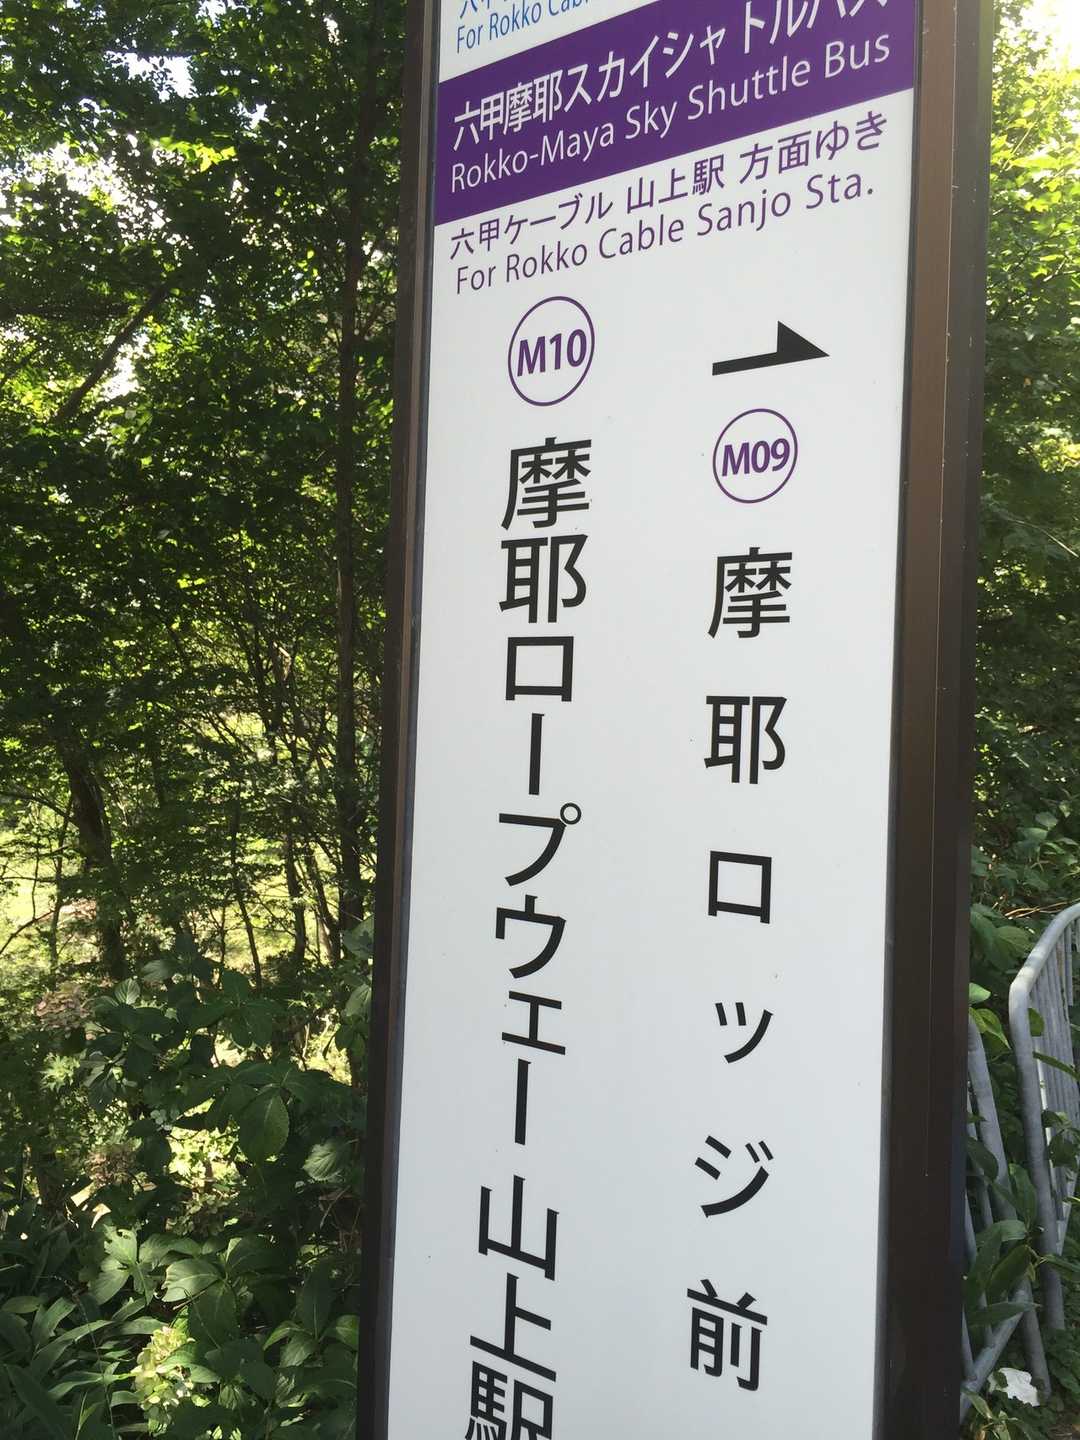 For Rokko Cable
六甲摩耶スカイシャトルバス
Rokko-Maya Sky Shuttle Bus
六甲ケーブル 山上駅 方面ゆき
For Rokko Cable Sanjo Sta.
M10
摩耶ロープウェー山上駅
M09
摩耶ロッジ前